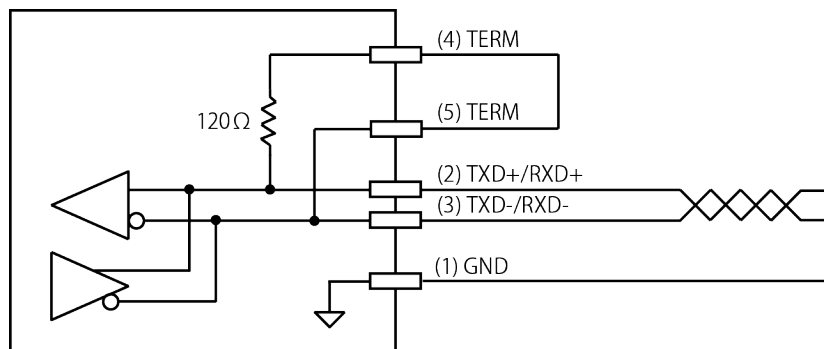 (4) TERM
120Ω
(5) TERM
(2) TXD+/RXD+
(3) TXD-/RXD-
(1) GND